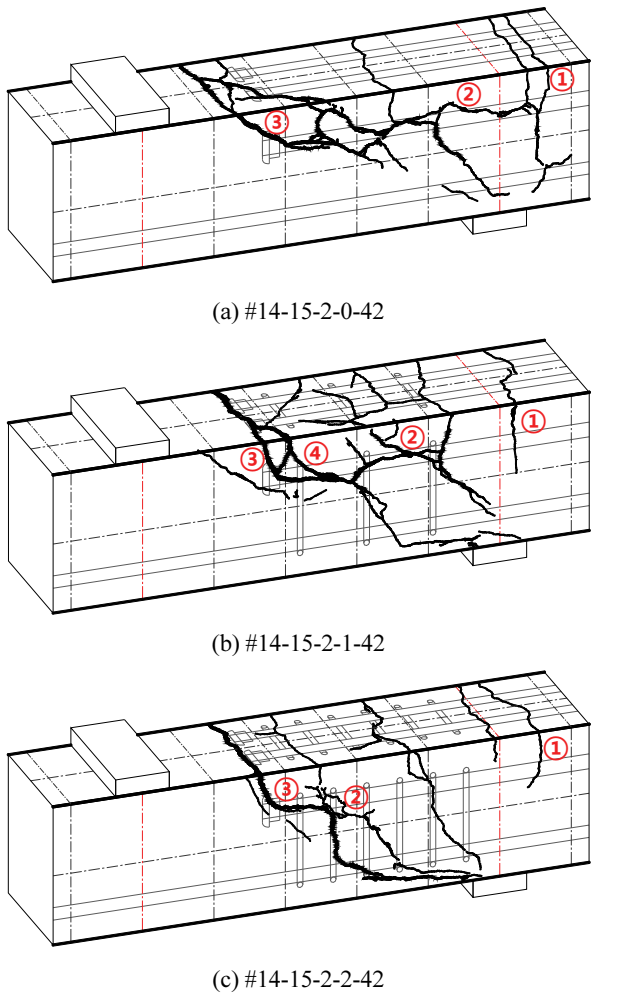 ①
②
③
(a) #14-15-2-0-42
①
②
③ ④
(b) #14-15-2-1-42
①
③ ②
(c) #14-15-2-2-42